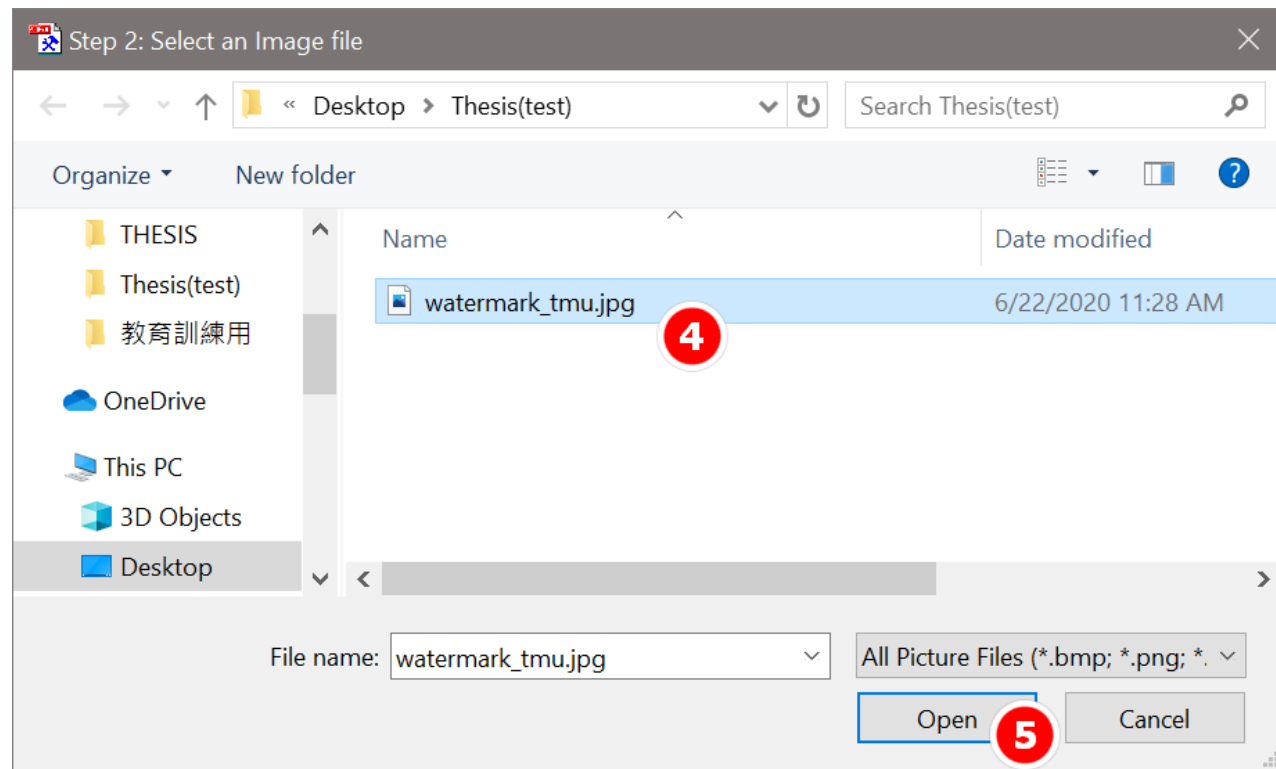 Step 2: Select an Image file
« Desktop > Thesis(test)
Search Thesis(test)
Organize
New folder
THESIS
Thesis(test)
教育訓練用
OneDrive
This PC
3D Objects
Desktop
Name
Date modified
watermark_tmu.jpg
6/22/2020 11:28 AM
4
File name:
watermark_tmu.jpg
All Picture Files (*.bmp; *.png; *.
Open
5
Cancel